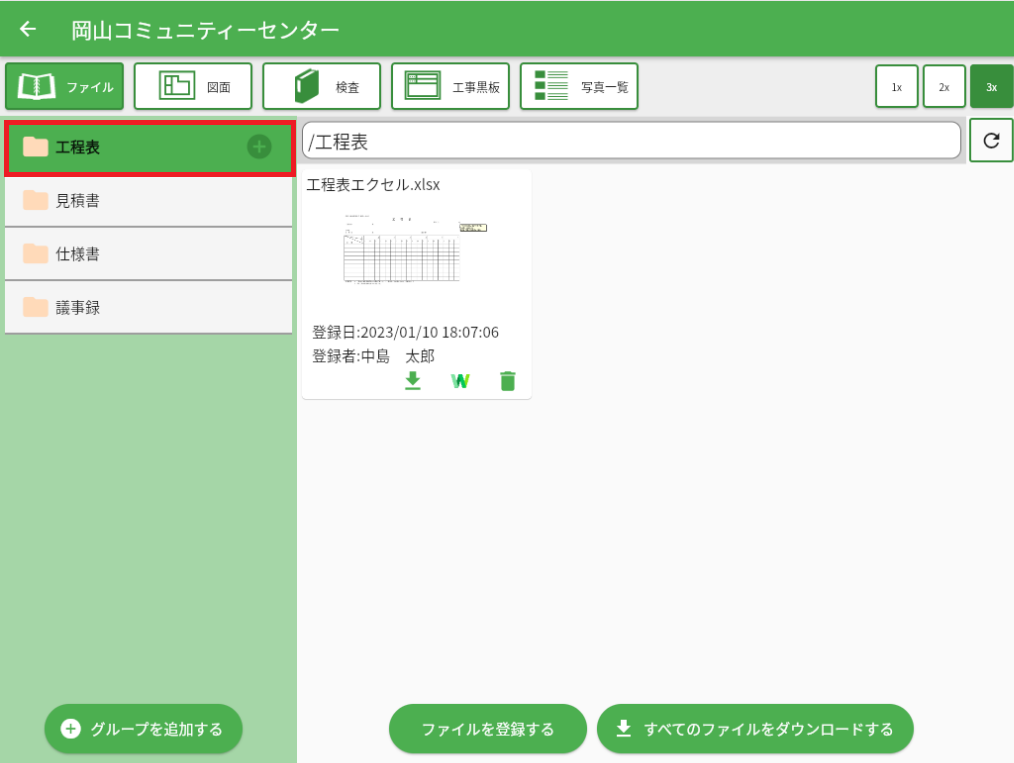 岡山コミュニティーセンター
ファイル
図面
検査
工事黒板
写真一覧
1x
2x
3x
工程表
見積書
仕様書
議事録
/工程表
工程表エクセル.xlsx
登録日:2023/01/10 18:07:06
登録者:中島　太郎
W
グループを追加する
ファイルを登録する
すべてのファイルをダウンロードする